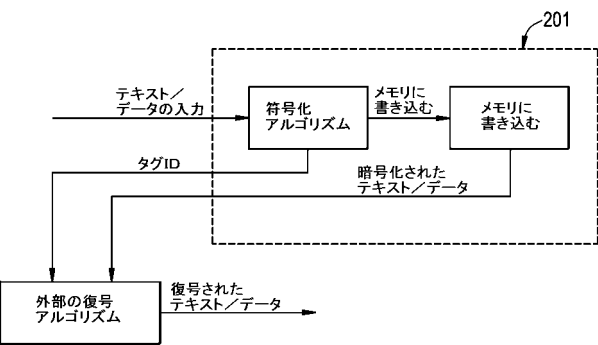 201
テキスト／
データの入力
符号化
アルゴリズム
メモリに
書き込む
メモリに
書き込む
タグID
暗号化された
テキスト／データ
外部の復号
アルゴリズム
復号された
テキスト／データ